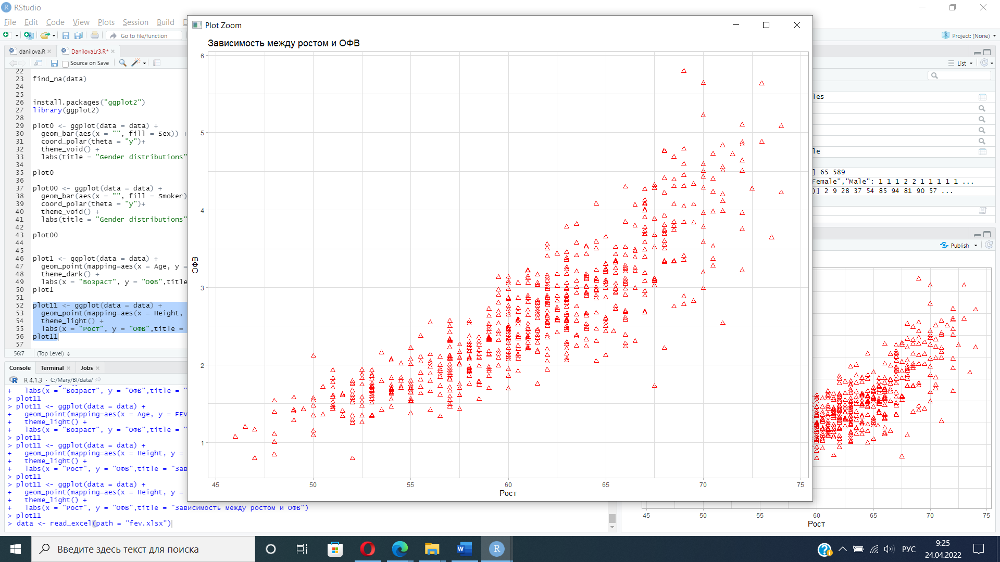 RStudio
File Edit Code View Plots Session Build D
Go to file/function
Project: (None)
danilova.R
DanilovaLr3.R*
Source on Save
22
23 find_na(data)
24
25
26 install.packages("ggplot2")
27 library(ggplot2)
28
29 plot0 <- ggplot(data = data) +
30 geom_bar(aes(x = "", fill = Sex)) +
31 coord_polar(theta = "y")+
32 theme_void() +
33 labs(title = "Gender distributions"
34
35 plot0
36
37 plot00 <- ggplot(data = data) +
38 geom_bar(aes(x = "", fill = Smoker)
39 coord_polar(theta = "y")+
40 theme_void() +
41 labs(title = "Gender distributions"
42
43 plot00
44
45
46 plot1 <- ggplot(data = data) +
47 geom_point(mapping=aes(x = Age, y =
48 theme_dark() +
49 labs(x = "Возраст", y = "ОФВ",title
50 plot1
51
52 plot11 <- ggplot(data = data) +
53 geom_point(mapping=aes(x = Height,
54 theme_light() +
55 labs(x = "Рост", y = "ОФВ",title =
56 plot11
57
56:7 (Top Level)
Console Terminal Jobs
R 4.1.3 · C:/Mary/BI/data/
+ labs(x = "Возраст", y = "ОФВ",title = "
> plot11
> plot11 <- ggplot(data = data) +
+ geom_point(mapping=aes(x = Age, y = FEV
+ theme_light() +
+ labs(x = "Возраст", y = "ОФВ",title = "
> plot11
> plot11 <- ggplot(data = data) +
+ geom_point(mapping=aes(x = Height, y =
+ theme_light() +
+ labs(x = "Рост", y = "ОФВ",title = "Зав
> plot11
> plot11 <- ggplot(data = data) +
+ geom_point(mapping=aes(x = Height, y =
+ theme_light() +
+ labs(x = "Рост", y = "ОФВ",title = "Зависимость между ростом и ОФВ")
> plot11
> data <- read_excel(path = "fev.xlsx")
Plot Zoom
Зависимость между ростом и ОФВ
6
5
4
3
2
1
ОФВ
45 50 55 60 65 70 75
Рост
List
les
le
] 65 589
Female","Male": 1 1 1 2 2 1 1 1 1 1 ...
)] 2 9 28 37 54 85 94 81 90 57 ...
Publish
45 50 55 60 65 70 75
Рост
Введите здесь текст для поиска
РУС
9:25
24.04.2022